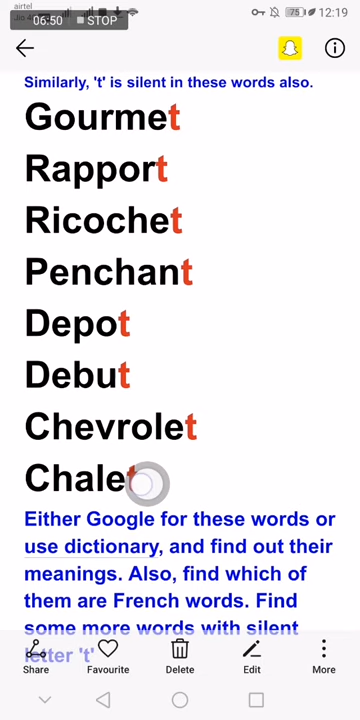 airtel
06:50 STOP
75 12:19
Similarly, 't' is silent in these words also.
Gourmet
Rapport
Ricochet
Penchant
Depot
Debut
Chevrolet
Chalet
Either Google for these words or
use dictionary, and find out their
meanings. Also, find which of
them are French words. Find
some more words with silent
letter 't'
Share Favourite Delete Edit More